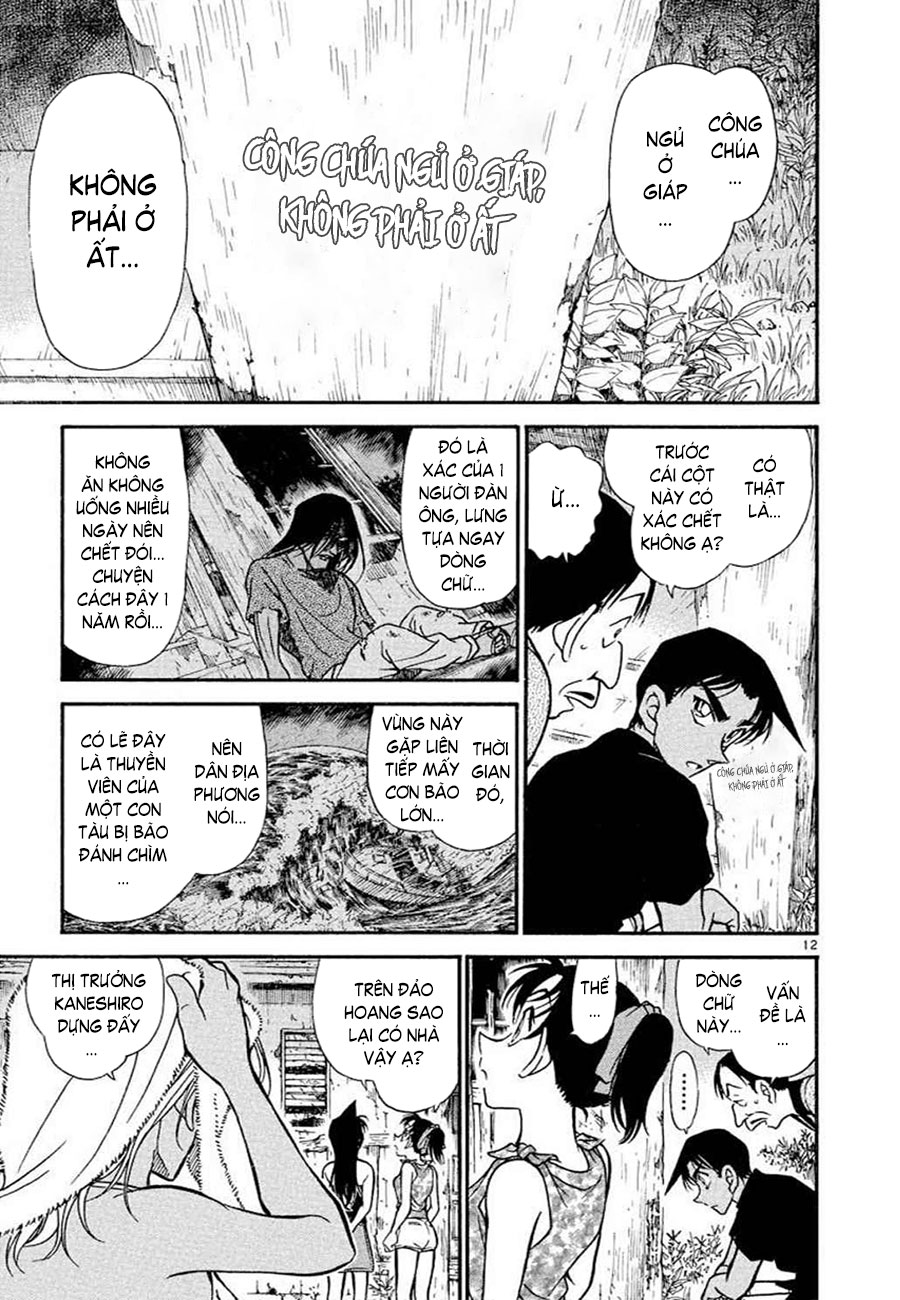 CÔNG
CHÚA
...
NGỦ
Ở
GIÁP
...
CÔNG CHÚA NGỦ Ở GIÁP,
KHÔNG PHẢI Ở ẤT
KHÔNG
PHẢI Ở
ẤT...
CÓ
THẬT
LÀ...
TRƯỚC
CÁI CỘT
NÀY CÓ
XÁC CHẾT
KHÔNG Ạ?
Ừ...
CÔNG CHÚA NGỦ Ở GIÁP,
KHÔNG PHẢI Ở ẤT
ĐÓ LÀ
XÁC CỦA 1
NGƯỜI ĐÀN
ÔNG, LƯNG
TỰA NGAY
DÒNG
CHỮ...
KHÔNG
ĂN KHÔNG
UỐNG NHIỀU
NGÀY NÊN
CHẾT ĐÓI...
CHUYỆN
CÁCH ĐÂY 1
NĂM RỒI...
THỜI
GIAN
ĐÓ,
VÙNG NÀY
GẶP LIÊN
TIẾP MẤY
CƠN BÃO
LỚN...
NÊN
DÂN ĐỊA
PHƯƠNG
NÓI...
CÓ LẼ ĐÂY
LÀ THUYỀN
VIÊN CỦA
MỘT CON
TÀU BỊ BÃO
ĐÁNH CHÌM
...
12
VẤN
ĐỀ LÀ
...
DÒNG
CHỮ
NÀY...
......
THẾ
...
TRÊN ĐẢO
HOANG SAO
LẠI CÓ NHÀ
VẬY Ạ?
THỊ TRƯỞNG
KANESHIRO
DỰNG ĐẤY
...